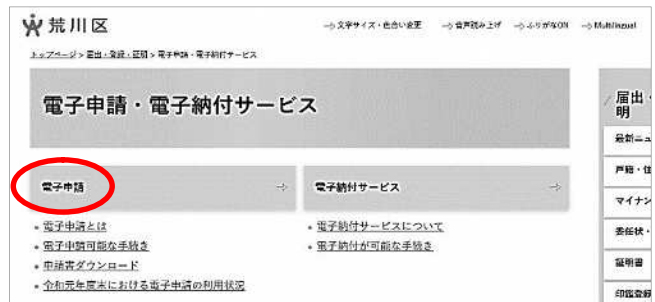 荒川区
→文字サイズ・色合い変更 →音声読み上げ →ふりがなON →Multilingual
トップページ > 届出・登録・証明 > 電子申請・電子納付サービス
電子申請・電子納付サービス
届出・
明
最新ニュ
戸籍・住
マイナン
委任状・
証明書
印鑑登録
電子申請
・電子申請とは
・電子申請可能な手続き
・申請書ダウンロード
・令和元年度末における電子申請の利用状況
電子納付サービス
・電子納付サービスについて
・電子納付が可能な手続き